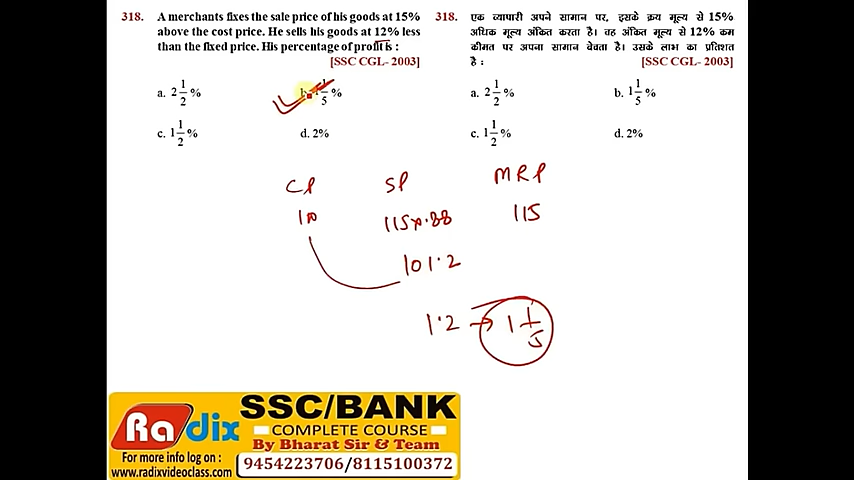 318. A merchants fixes the sale price of his goods at 15%
above the cost price. He sells his goods at 12% less
than the fixed price. His percentage of profit is :
[SSC CGL- 2003]
a. 2 1/2 %
b. 1 1/5 %
c. 1 1/2 %
d. 2%
318. एक व्यापारी अपने सामान पर, इसके क्रय मूल्य से 15%
अधिक मूल्य अंकित करता है। वह अंकित मूल्य से 12% कम
कीमत पर अपना सामान बेचता है। उसके लाभ का प्रतिशत
है :
[SSC CGL- 2003]
a. 2 1/2 %
b. 1 1/5 %
c. 1 1/2 %
d. 2%
CP SP MRP
100 115×.88 115
101.2
1.2 → 1 1/5
Radix
For more info log on :
www.radixvideoclass.com
SSC/BANK
COMPLETE COURSE
By Bharat Sir & Team
9454223706/8115100372